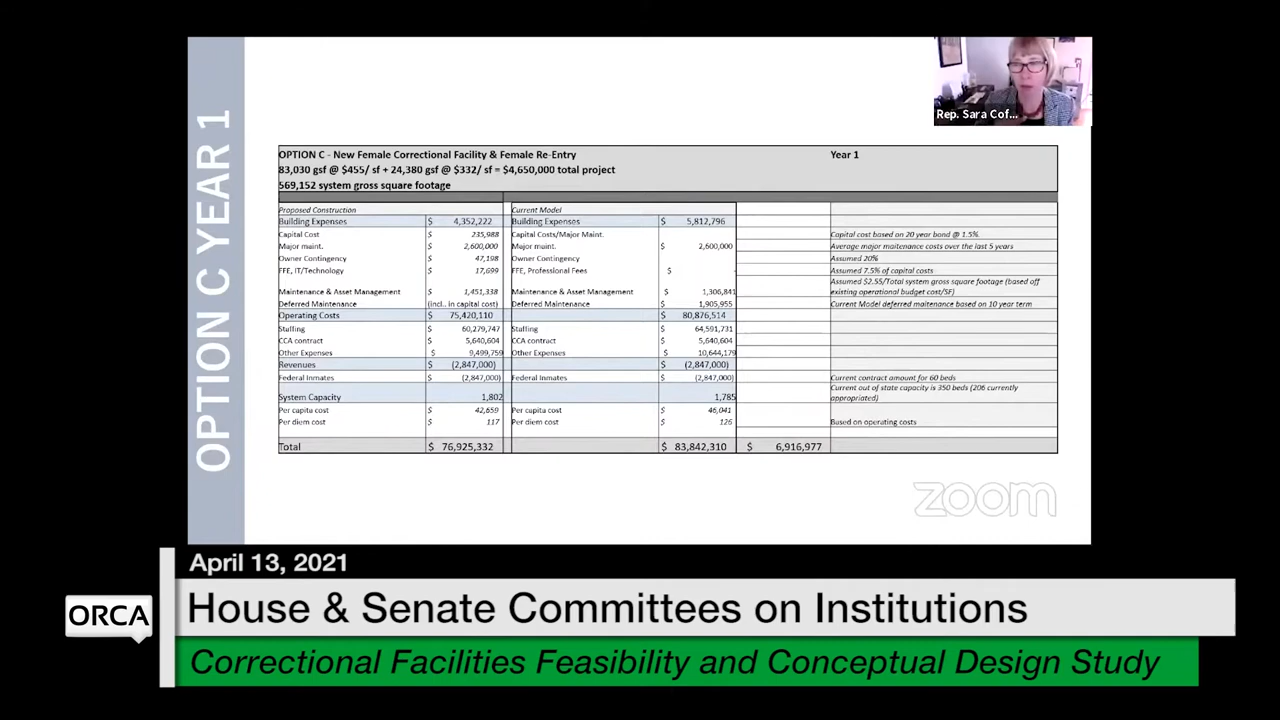 OPTION C YEAR 1
Rep. Sara Cof...
OPTION C - New Female Correctional Facility & Female Re-Entry Year 1
83,030 gsf @ $455/ sf + 24,380 gsf @ $332/ sf = $4,650,000 total project
569,152 system gross square footage
Proposed Construction Current Model
Building Expenses $ 4,352,222 Building Expenses $ 5,812,796
Capital Cost $ 235,988 Capital Costs/Major Maint. Capital cost based on 20 year bond @ 1.5%
Major maint. $ 2,600,000 Major maint. $ 2,600,000 Average major maitenance costs over the last 5 years
Owner Contingency $ 47,198 Owner Contingency Assumed 20%
FFE, IT/Technology $ 17,699 FFE, Professional Fees $ - Assumed 7.5% of capital costs
Assumed $2.55/Total system gross square footage (based off
Maintenance & Asset Management $ 1,451,338 Maintenance & Asset Management $ 1,306,841 existing operational budget cost/SF)
Deferred Maintenance (incl.. in capital cost) Deferred Maintenance $ 1,905,955 Current Model deferred maitenance based on 10 year term
Operating Costs $ 75,420,110 $ 80,876,514
Staffing $ 60,279,747 Staffing $ 64,591,731
CCA contract $ 5,640,604 CCA contract $ 5,640,604
Other Expenses $ 9,499,759 Other Expenses $ 10,644,179
Revenues $ (2,847,000) $ (2,847,000)
Federal Inmates $ (2,847,000) Federal Inmates $ (2,847,000) Current contract amount for 60 beds
Current out of state capacity is 350 beds (206 currently
System Capacity 1,802 1,785 appropriated)
Per capita cost $ 42,659 Per capita cost $ 46,041
Per diem cost $ 117 Per diem cost $ 126 Based on operating costs
Total $ 76,925,332 $ 83,842,310 $ 6,916,977
zoom
April 13, 2021
ORCA
House & Senate Committees on Institutions
Correctional Facilities Feasibility and Conceptual Design Study